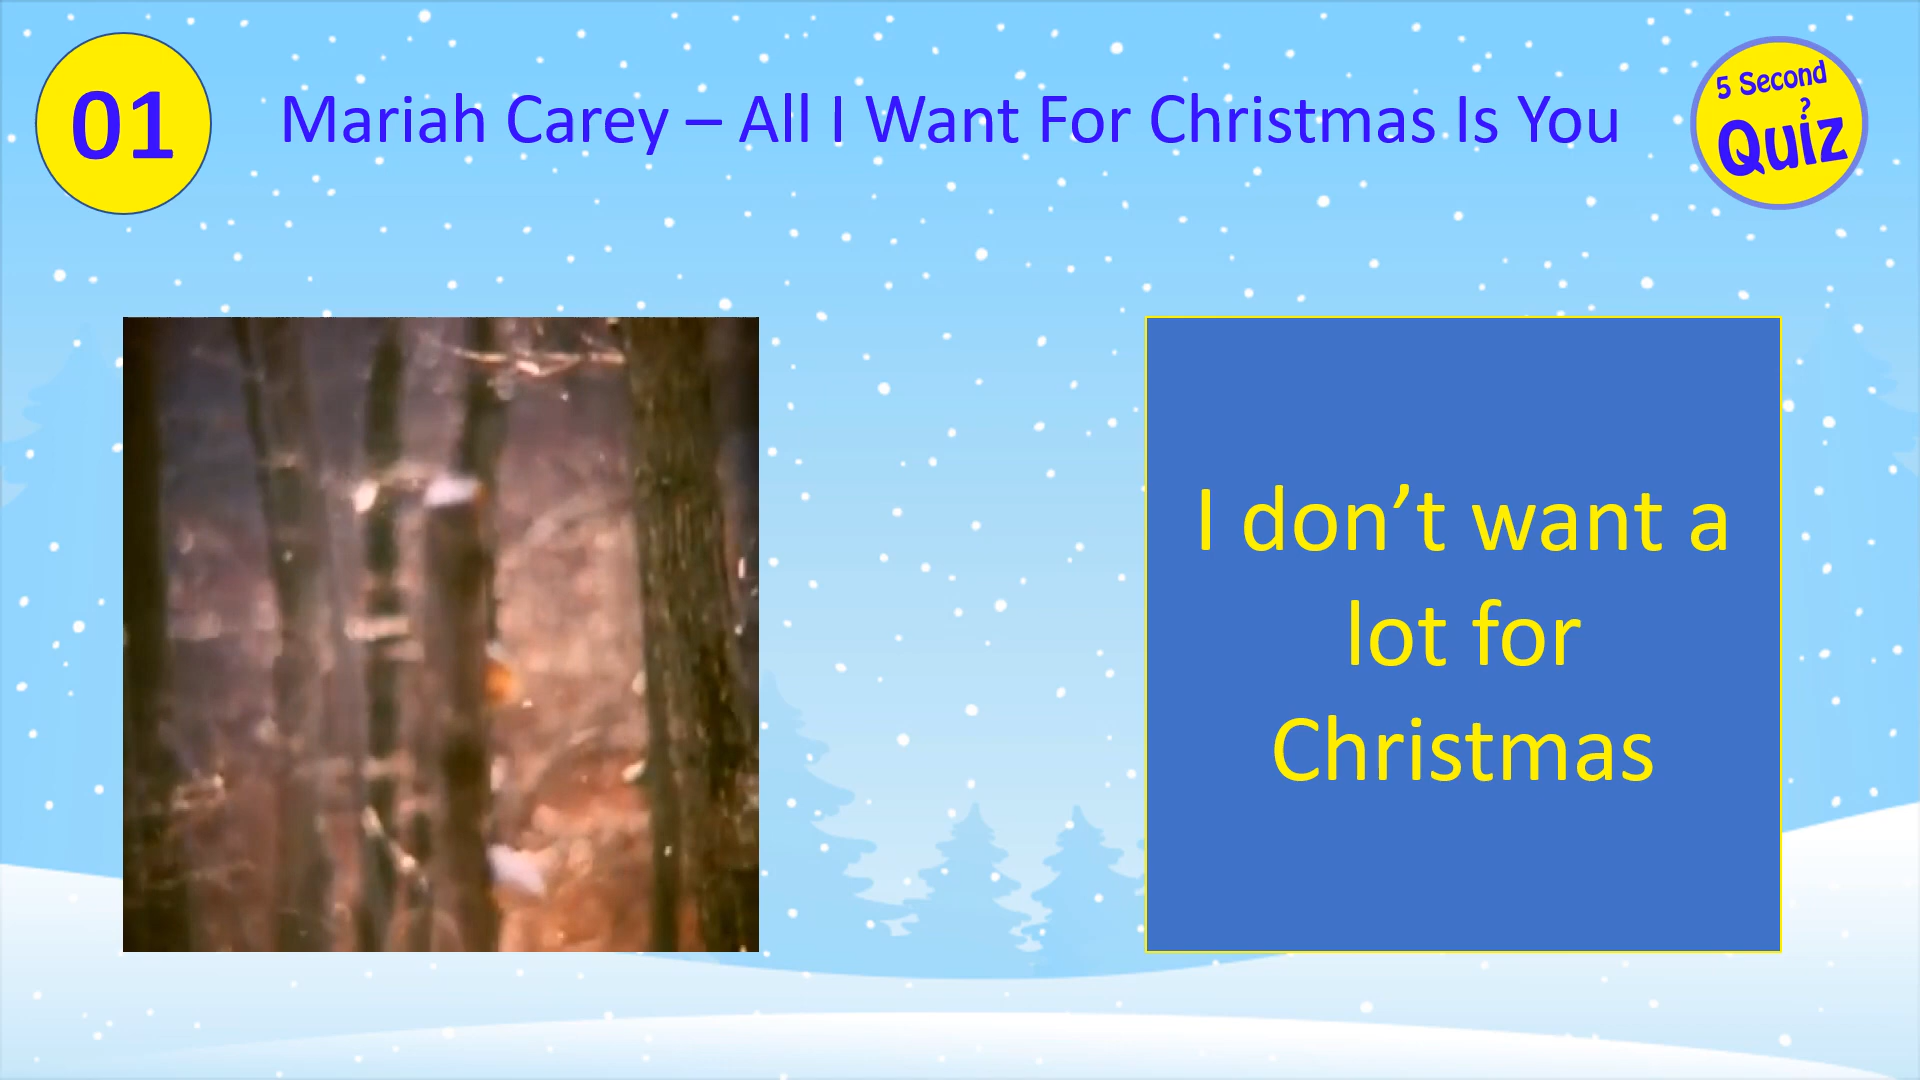 01
Mariah Carey – All I Want For Christmas Is You
5 Second
?
Quiz
I don’t want a
lot for
Christmas